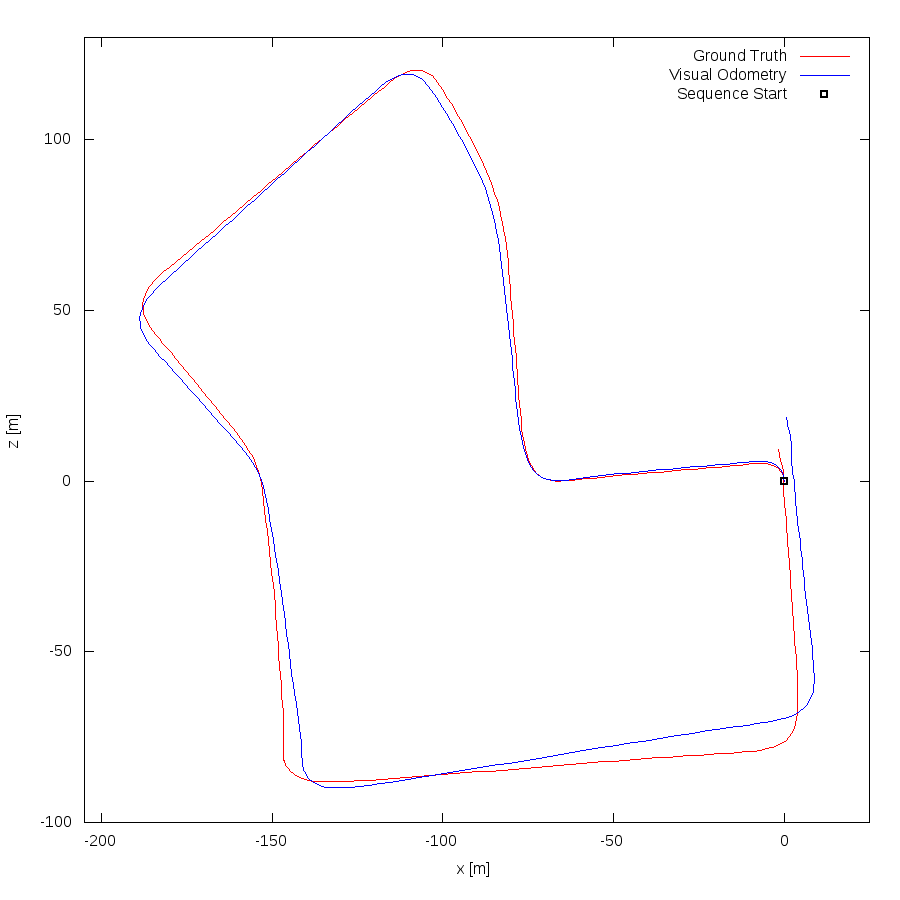 Ground Truth
Visual Odometry
Sequence Start
100
50
0
-50
-100
z [m]
-200 -150 -100 -50 0
x [m]